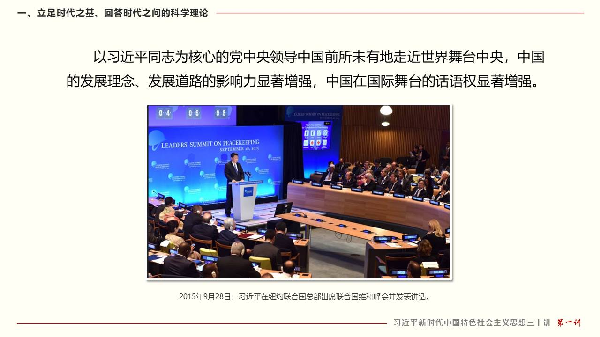 一、立足时代之基、回答时代之问的科学理论
以习近平同志为核心的党中央领导中国前所未有地走近世界舞台中央，中国
的发展理念、发展道路的影响力显著增强，中国在国际舞台的话语权显著增强。
LEADERS' SUMMIT ON PEACEKEEPING
2015年9月28日，习近平在纽约联合国总部出席联合国维和峰会并发表讲话。
习近平新时代中国特色社会主义思想三十讲 第一讲